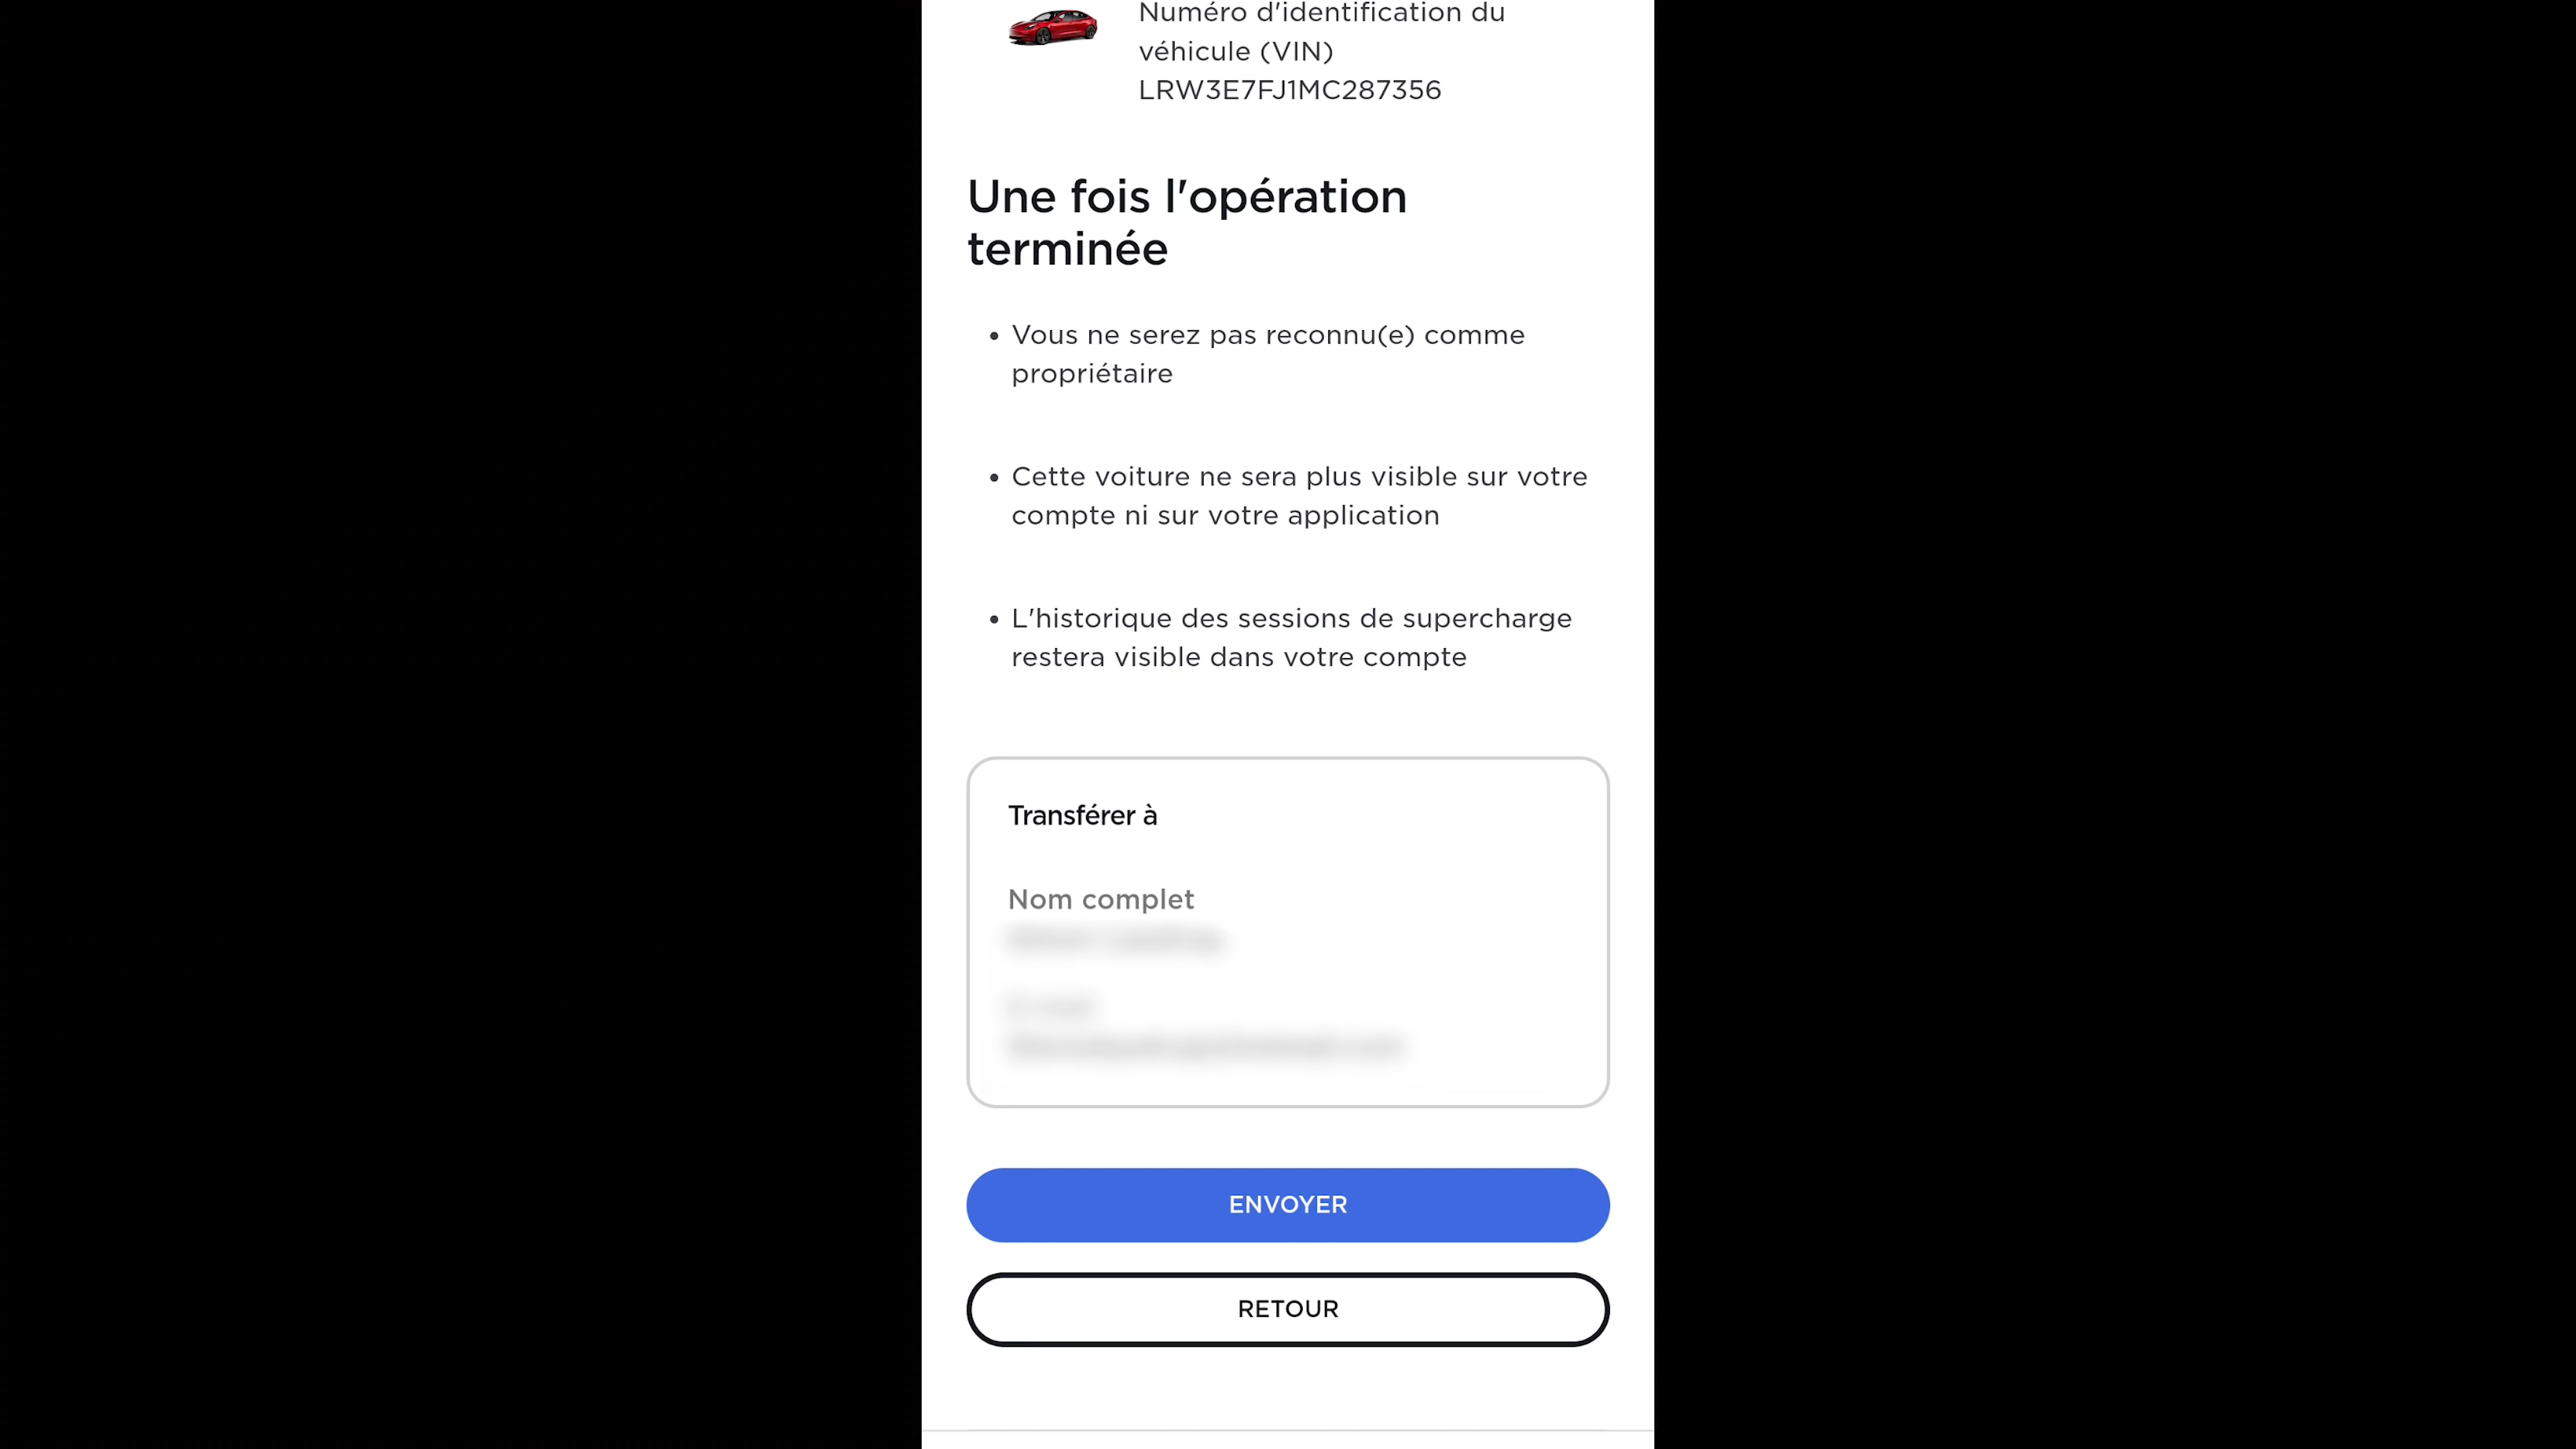 Numéro d'identification du
véhicule (VIN)
LRW3E7FJ1MC287356
Une fois l'opération
terminée
• Vous ne serez pas reconnu(e) comme
propriétaire
• Cette voiture ne sera plus visible sur votre
compte ni sur votre application
• L'historique des sessions de supercharge
restera visible dans votre compte
Transférer à
Nom complet
ENVOYER
RETOUR